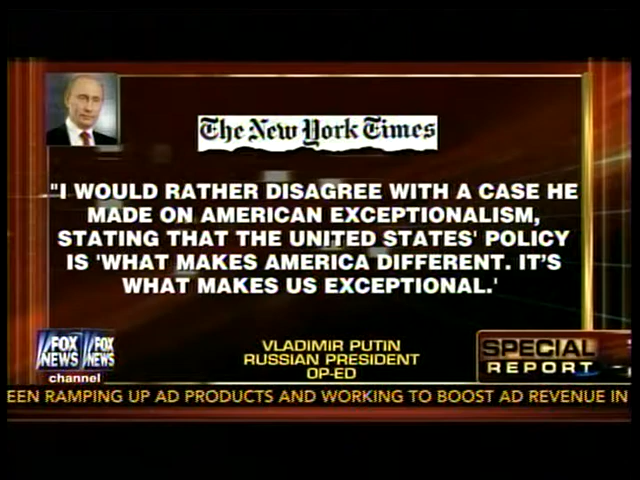 The New York Times
"I WOULD RATHER DISAGREE WITH A CASE HE
MADE ON AMERICAN EXCEPTIONALISM,
STATING THAT THE UNITED STATES' POLICY
IS 'WHAT MAKES AMERICA DIFFERENT. IT'S
WHAT MAKES US EXCEPTIONAL.'
FOX NEWS channel
FOX NEWS
VLADIMIR PUTIN
RUSSIAN PRESIDENT
OP-ED
SPECIAL
REPORT
EEN RAMPING UP AD PRODUCTS AND WORKING TO BOOST AD REVENUE IN